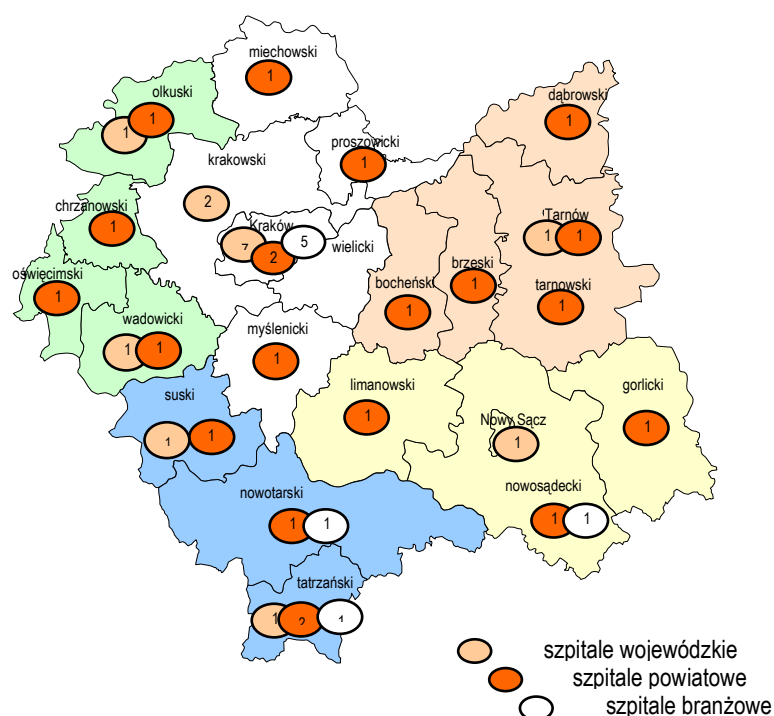 miechowski
1
olkuski
1
1
dąbrowski
1
proszowicki
1
krakowski
2
chrzanowski
1
Kraków
7
2
5
wielicki
Tarnów
1
1
brzeski
1
oświęcimski
1
bocheński
1
tarnowski
1
wadowicki
1
1
myślenicki
1
suski
1
1
limanowski
1
Nowy Sącz
1
gorlicki
1
nowotarski
1
1
nowosądecki
1
1
tatrzański
1
2
1
szpitale wojewódzkie
szpitale powiatowe
szpitale branżowe